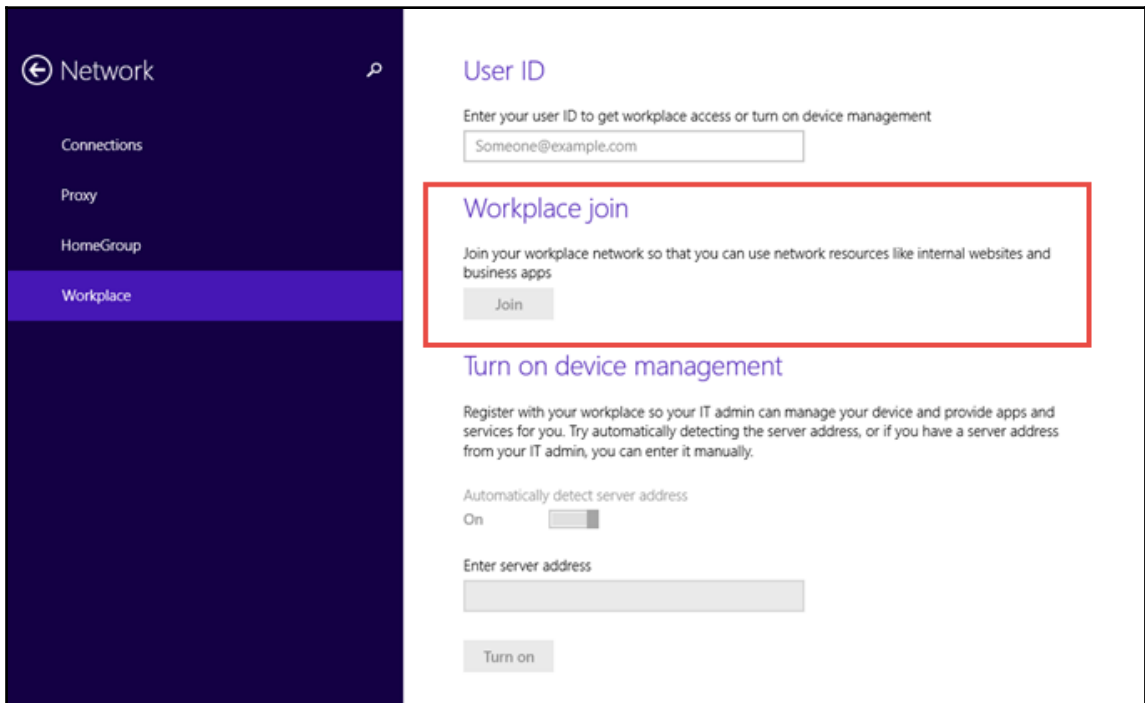 Network
Connections
Proxy
HomeGroup
Workplace
User ID
Enter your user ID to get workplace access or turn on device management
Someone@example.com
Workplace join
Join your workplace network so that you can use network resources like internal websites and
business apps
Join
Turn on device management
Register with your workplace so your IT admin can manage your device and provide apps and
services for you. Try automatically detecting the server address, or if you have a server address
from your IT admin, you can enter it manually.
Automatically detect server address
On
Enter server address
Turn on